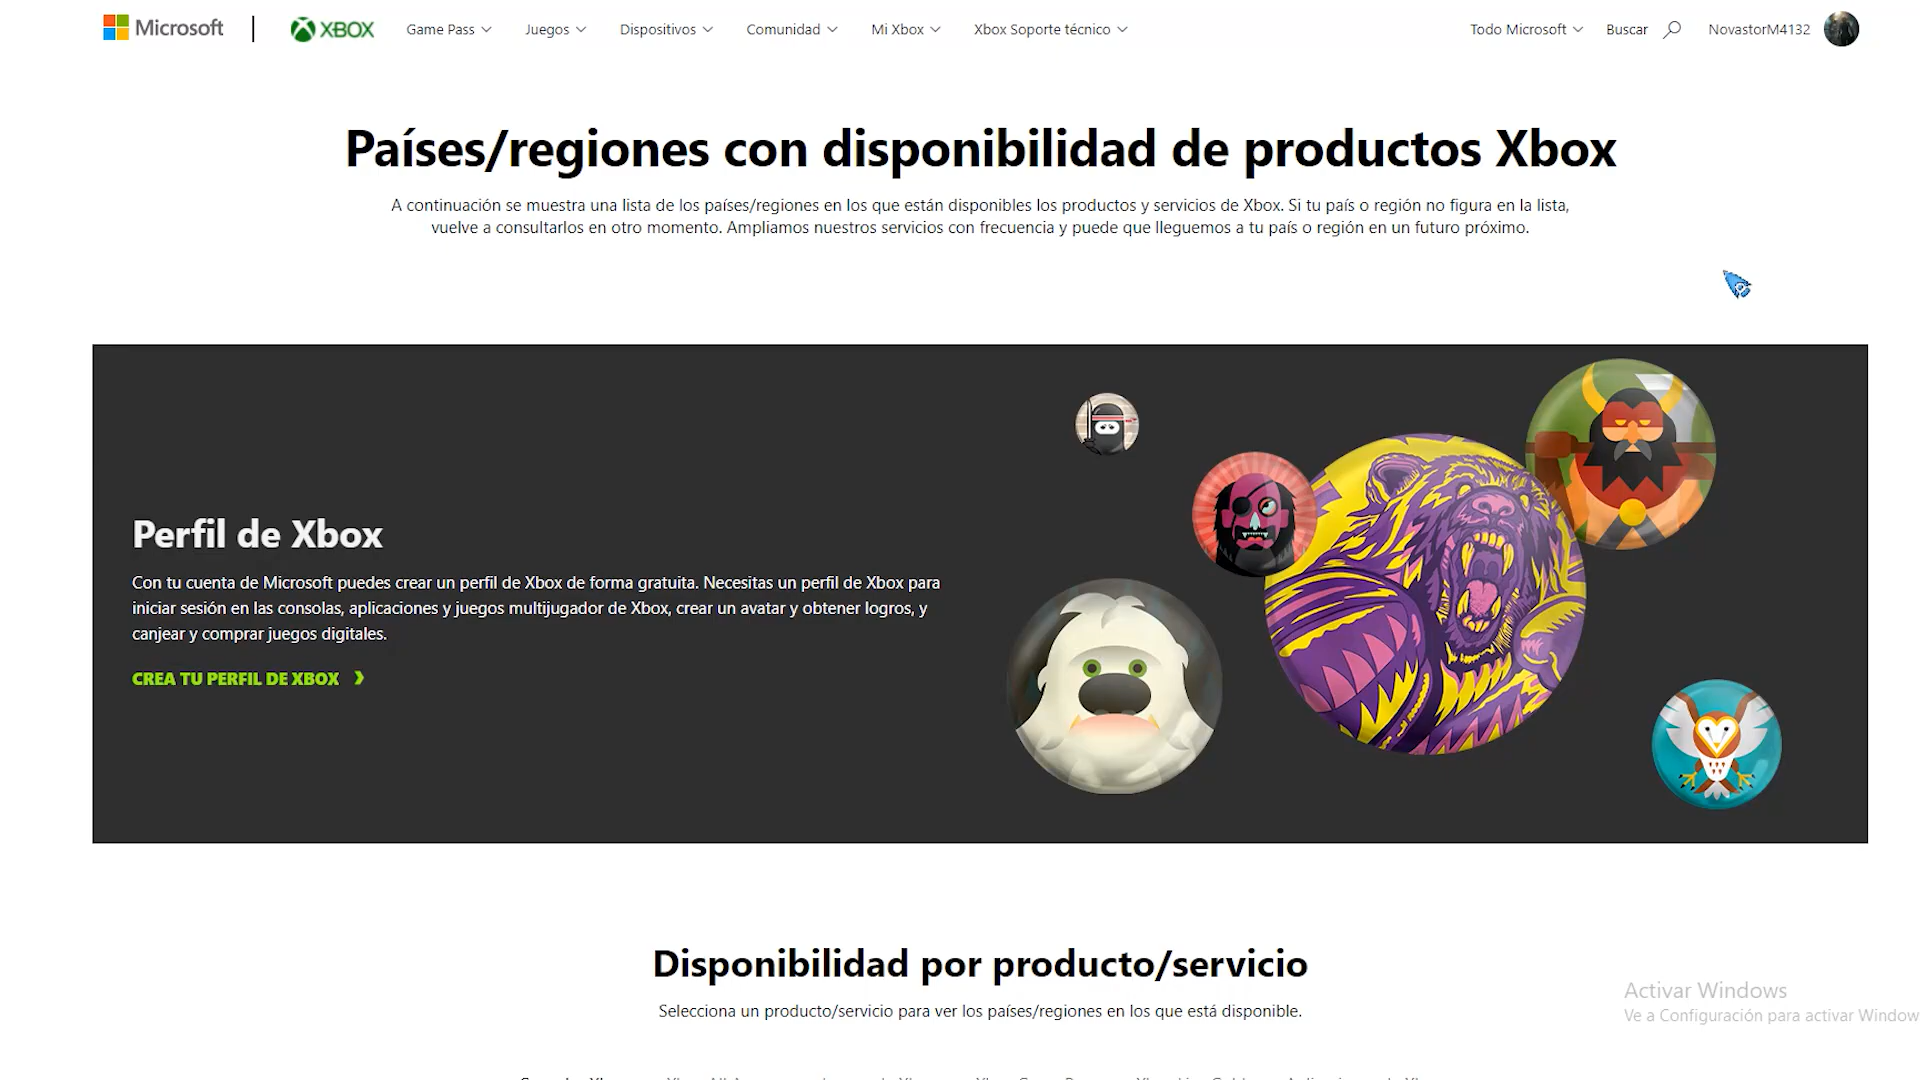 Microsoft
XBOX
Game Pass
Juegos
Dispositivos
Comunidad
Mi Xbox
Xbox Soporte técnico
Todo Microsoft
Buscar
NovastorM4132
Países/regiones con disponibilidad de productos Xbox
A continuación se muestra una lista de los países/regiones en los que están disponibles los productos y servicios de Xbox. Si tu país o región no figura en la lista,
vuelve a consultarlos en otro momento. Ampliamos nuestros servicios con frecuencia y puede que lleguemos a tu país o región en un futuro próximo.
Perfil de Xbox
Con tu cuenta de Microsoft puedes crear un perfil de Xbox de forma gratuita. Necesitas un perfil de Xbox para
iniciar sesión en las consolas, aplicaciones y juegos multijugador de Xbox, crear un avatar y obtener logros, y
canjear y comprar juegos digitales.
CREA TU PERFIL DE XBOX
Disponibilidad por producto/servicio
Selecciona un producto/servicio para ver los países/regiones en los que está disponible.
Activar Windows
Ve a Configuración para activar Window